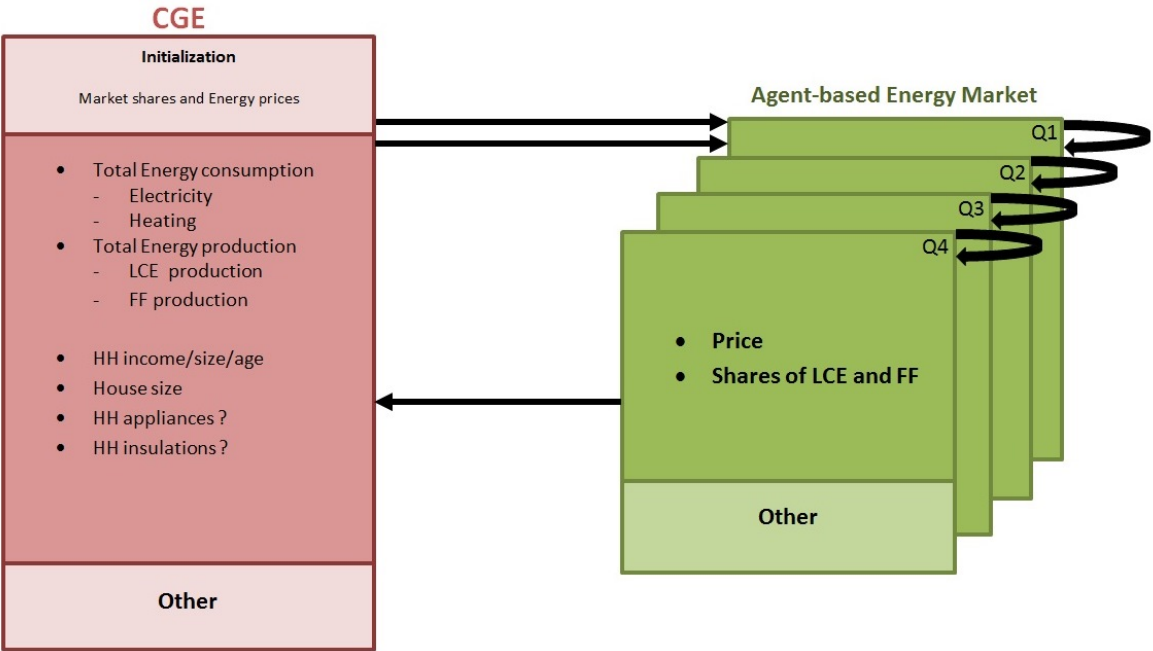 CGE
Initialization
Market shares and Energy prices
• Total Energy consumption
- Electricity
- Heating
• Total Energy production
- LCE production
- FF production
• HH income/size/age
• House size
• HH appliances ?
• HH insulations ?
Other
Agent-based Energy Market
Q1
Q2
Q3
Q4
• Price
• Shares of LCE and FF
Other